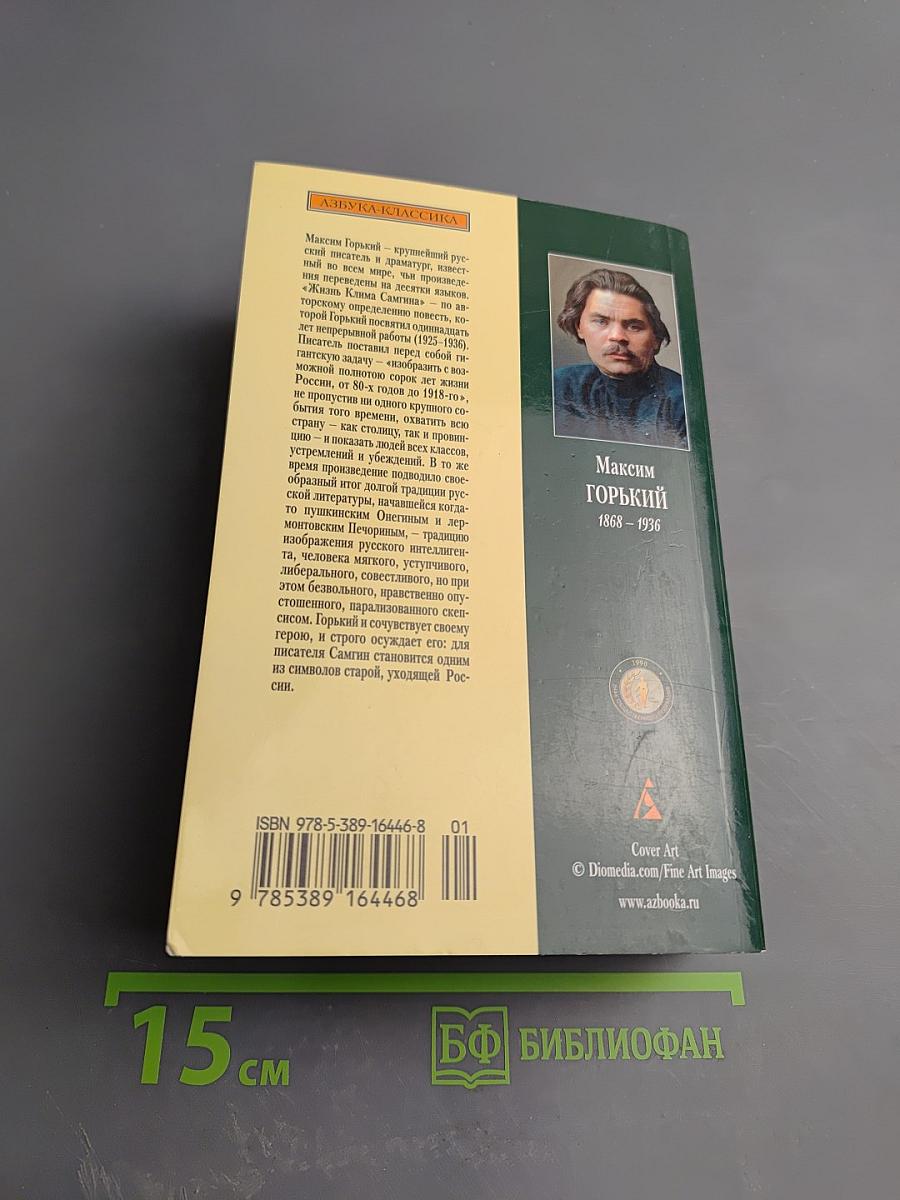 АЗБУКА-КЛАССИКА
Максим Горький – крупнейший рус-
ский писатель и драматург, извест-
ный во всем мире, чьи произведе-
ния переведены на десятки языков.
«Жизнь Клима Самгина» – по ав-
торскому определению повесть, ко-
торой Горький посвятил одиннадцать
лет непрерывной работы (1925–1936).
Писатель поставил перед собой ги-
гантскую задачу – «изобразить с воз-
можной полнотою сорок лет жизни
России, от 80-х годов до 1918-го»,
не пропустив ни одного крупного со-
бытия того времени, охватить всю
страну – как столицу, так и провин-
цию – и показать людей всех классов,
устремлений и убеждений. В то же
время произведение подводило свое-
образный итог долгой традиции рус-
ской литературы, начавшейся когда-
то пушкинским Онегиным и лер-
монтовским Печориным, – традицию
изображения русского интеллиген-
та, человека мягкого, уступчивого,
либерального, совестливого, но при
этом безвольного, нравственно опу-
стошенного, парализованного скеп-
сисом. Горький и сочувствует своему
герою, и строго осуждает его: для
писателя Самгин становится одним
из символов старой, уходящей Рос-
сии.
ISBN 978-5-389-16446-8 01
9 785389 164468
Максим
ГОРЬКИЙ
1868 – 1936
1990
Cover Art
© Diomedia.com/Fine Art Images
www.azbooka.ru
15 см
БФ БИБЛИОФАН